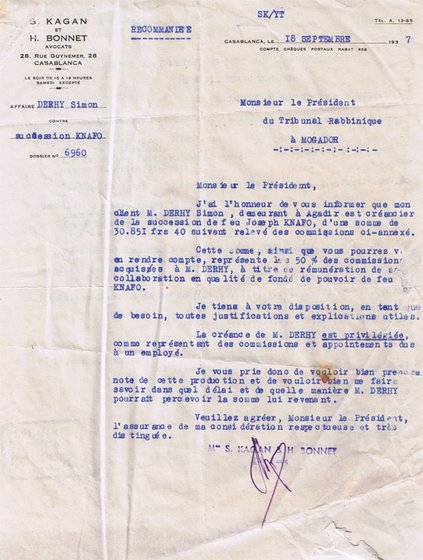 S. KAGAN
ET
H. BONNET
AVOCATS
28, RUE GUYNEMER, 28
CASABLANCA
LE SOIR DE 15 À 18 HEURES
SAMEDI EXCEPTÉ
AFFAIRE DERHY Simon
CONTRE
succession KNAFO
DOSSIER Nº 6960
SK/YT
RECOMMANDEE
TÉL. A. 13-85
CASABLANCA, LE 18 SEPTEMBRE 1937
COMPTE CHÈQUES POSTAUX RABAT
Monsieur le Président
du Tribunal Rabbinique
à MOGADOR
-:-:-:-:-:-:-:-:-
Monsieur le Président,
J'ai l'honneur de vous informer que mon
client M. DERHY Simon , demeurant à Agadir est créancier
de la succession de feu Joseph KNAFO, d'une somme de
30.851 frs 40 suivant relevé des commissions ci-annexé.
Cette somme, ainsi que vous pourrez v
en rendre compte, représente les 50 % des commission
acquises à M. DERHY, à titre de rémunération de s
collaboration en qualité de fondé de pouvoir de feu
KNAFO.
Je tiens à votre disposition, en tant que
de besoin, toutes justifications et explications utiles.
La créance de M. DERHY est privilégiée,
comme représentant des commissions et appointements dus
à un employé.
Je vous prie donc de vouloir bien prendre
note de cette production et de vouloir bien me faire
savoir dans quel délai et de quelle manière M. DERHY
pourrait percevoir la somme lui revenant.
Veuillez agréer, Monsieur le Président,
l'assurance de ma considération respectueuse et très
distinguée.
Mes S. KAGAN & H. BONNET